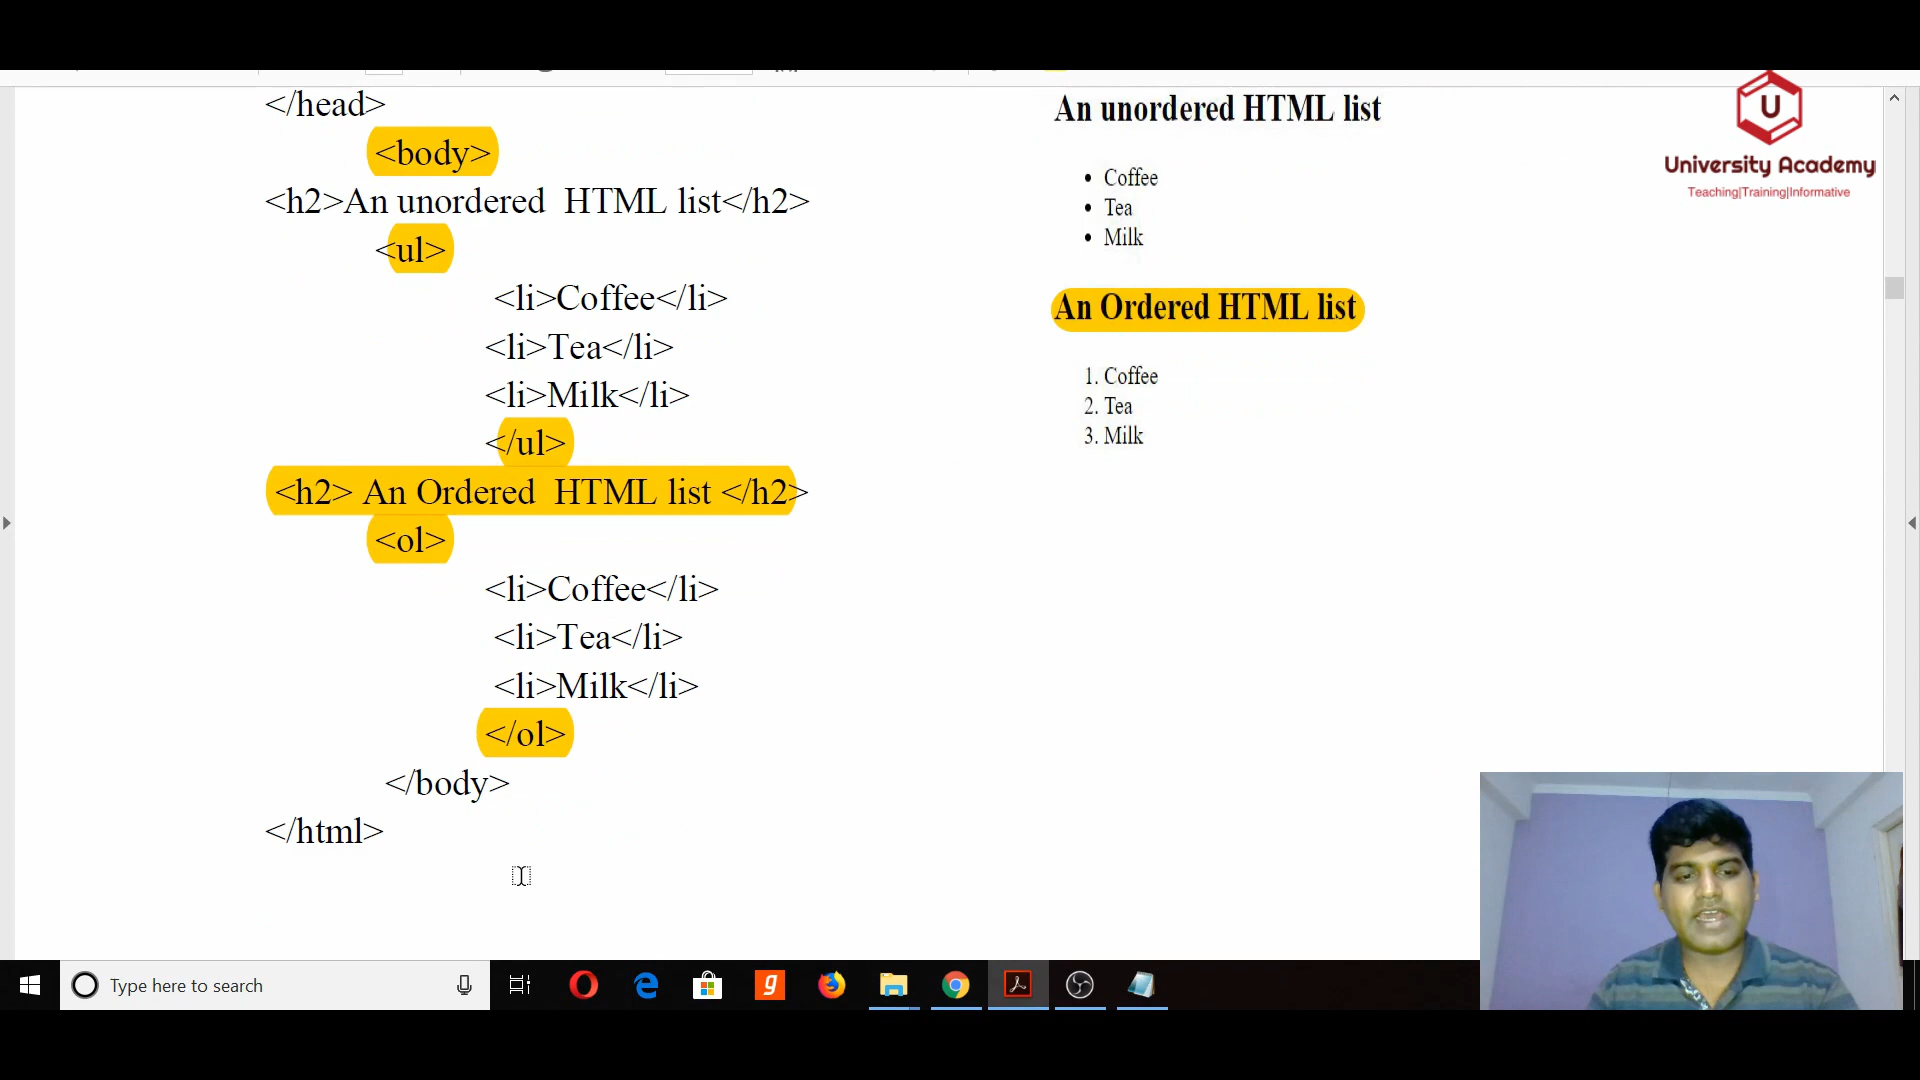 </head>
<body>
<h2>An unordered  HTML list</h2>
<ul>
<li>Coffee</li>
<li>Tea</li>
<li>Milk</li>
</ul>
<h2> An Ordered  HTML list </h2>
<ol>
<li>Coffee</li>
<li>Tea</li>
<li>Milk</li>
</ol>
</body>
</html>
An unordered HTML list
• Coffee
• Tea
• Milk
An Ordered HTML list
1. Coffee
2. Tea
3. Milk
U
University Academy
Teaching|Training|Informative
Type here to search
g